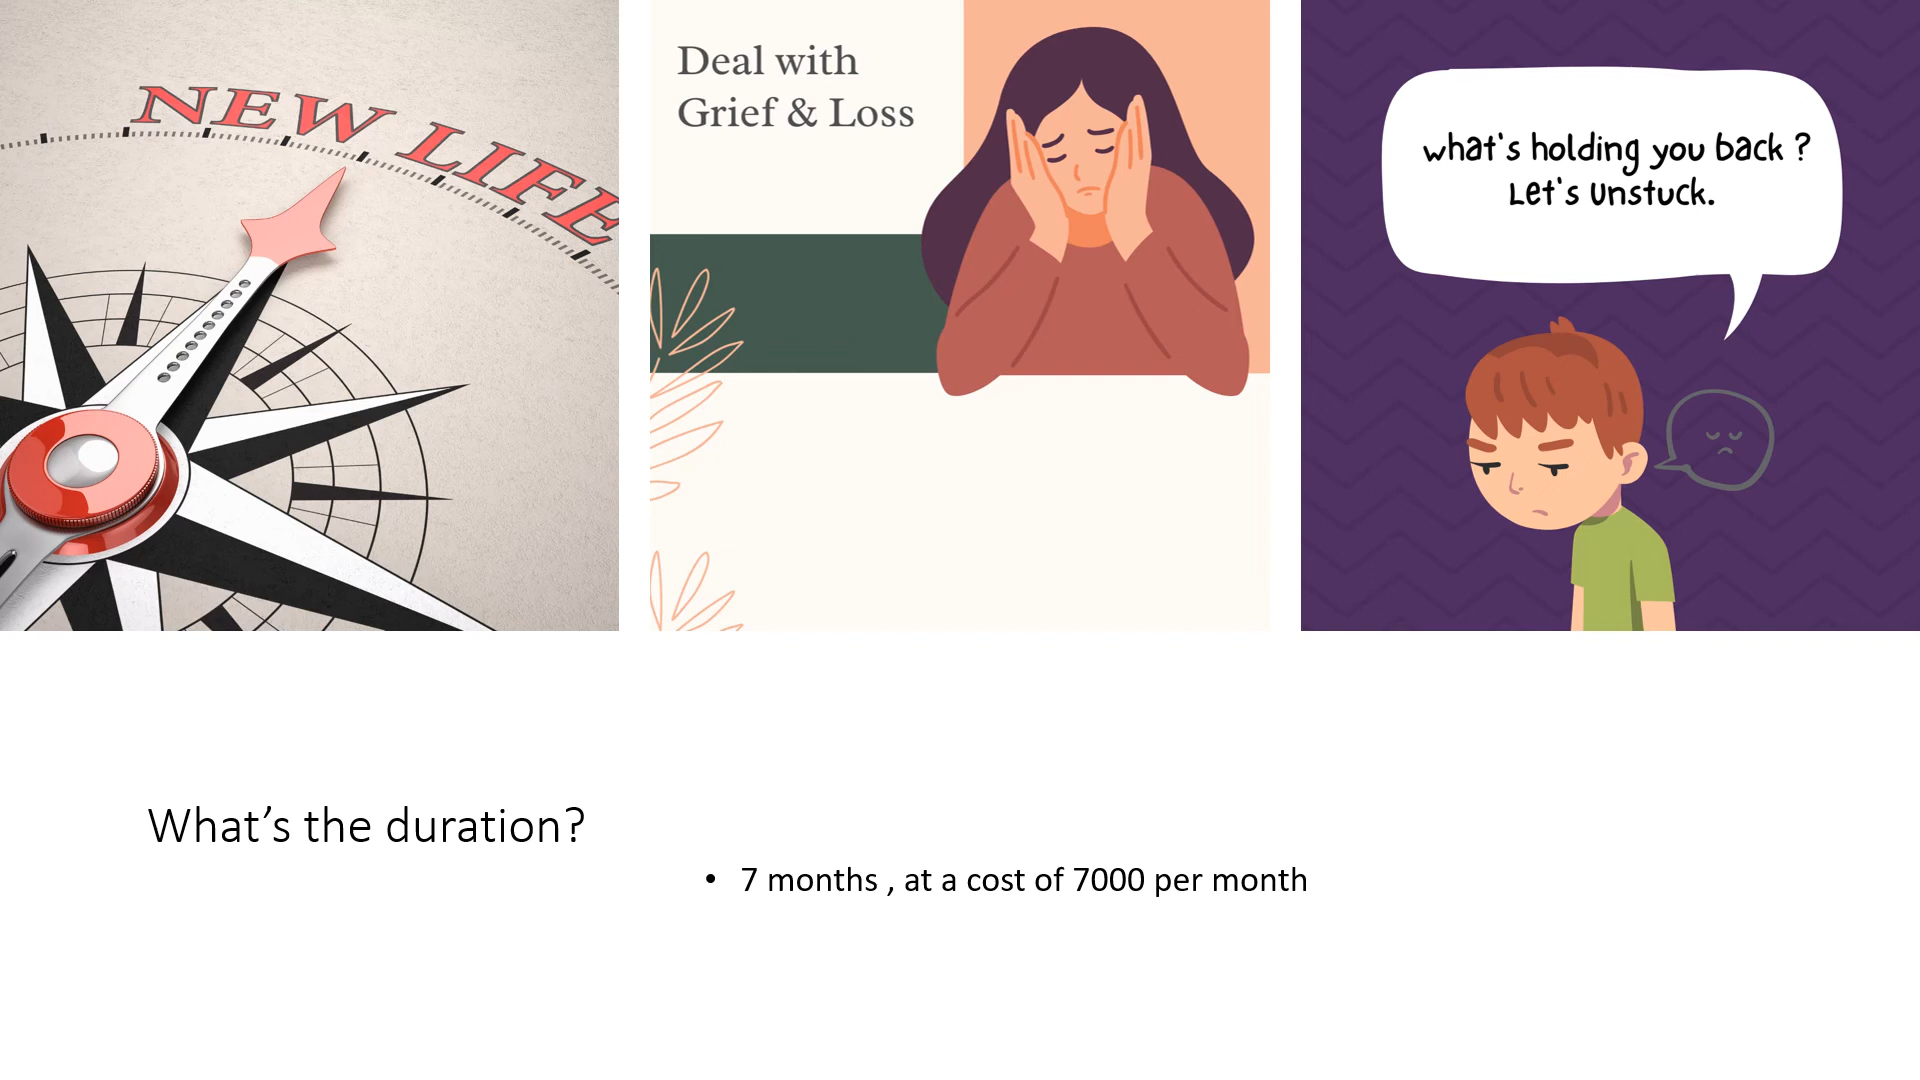 NEW LIFE
Deal with
Grief & Loss
what's holding you back ?
Let's Unstuck.
What’s the duration?
• 7 months , at a cost of 7000 per month